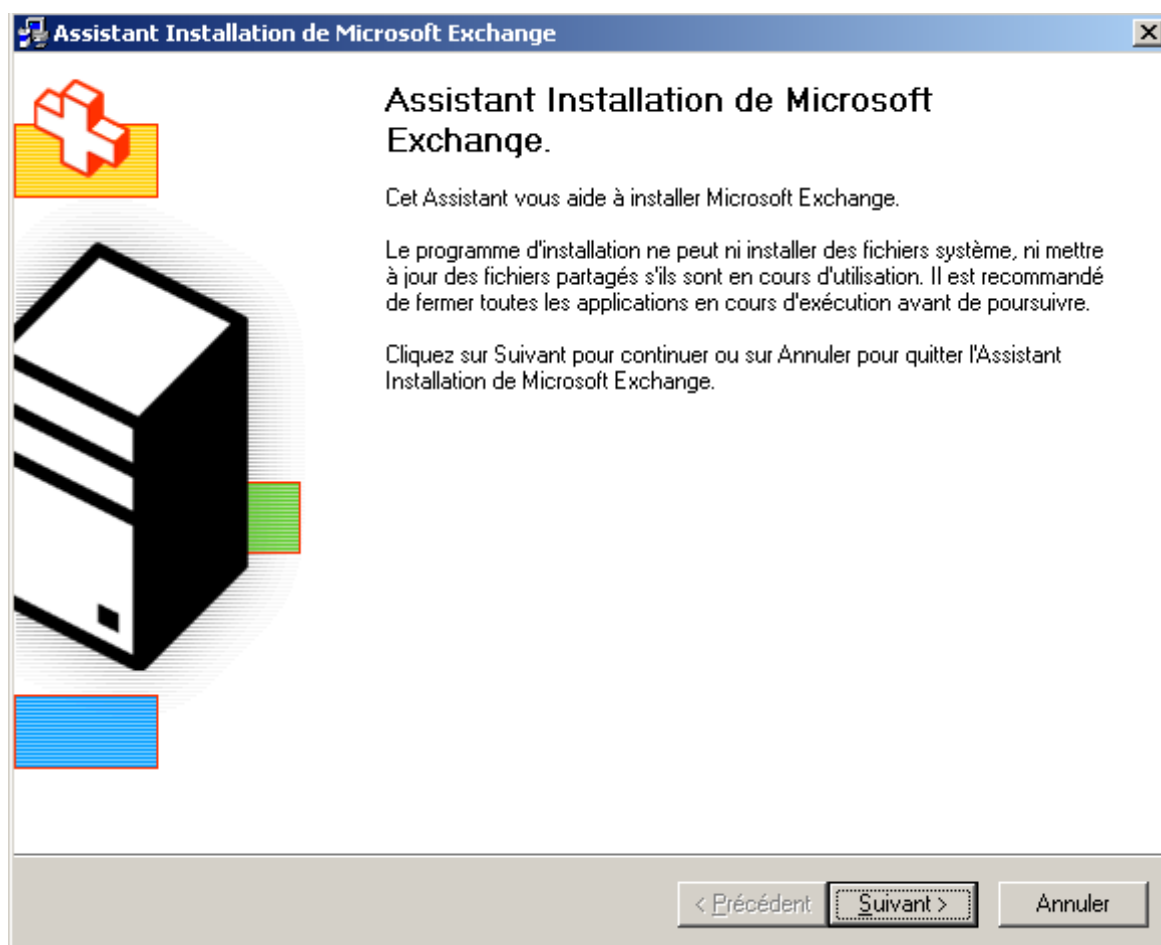 Assistant Installation de Microsoft Exchange
Assistant Installation de Microsoft
Exchange.
Cet Assistant vous aide à installer Microsoft Exchange.
Le programme d'installation ne peut ni installer des fichiers système, ni mettre
à jour des fichiers partagés s'ils sont en cours d'utilisation. Il est recommandé
de fermer toutes les applications en cours d'exécution avant de poursuivre.
Cliquez sur Suivant pour continuer ou sur Annuler pour quitter l'Assistant
Installation de Microsoft Exchange.
< Précédent Suivant > Annuler